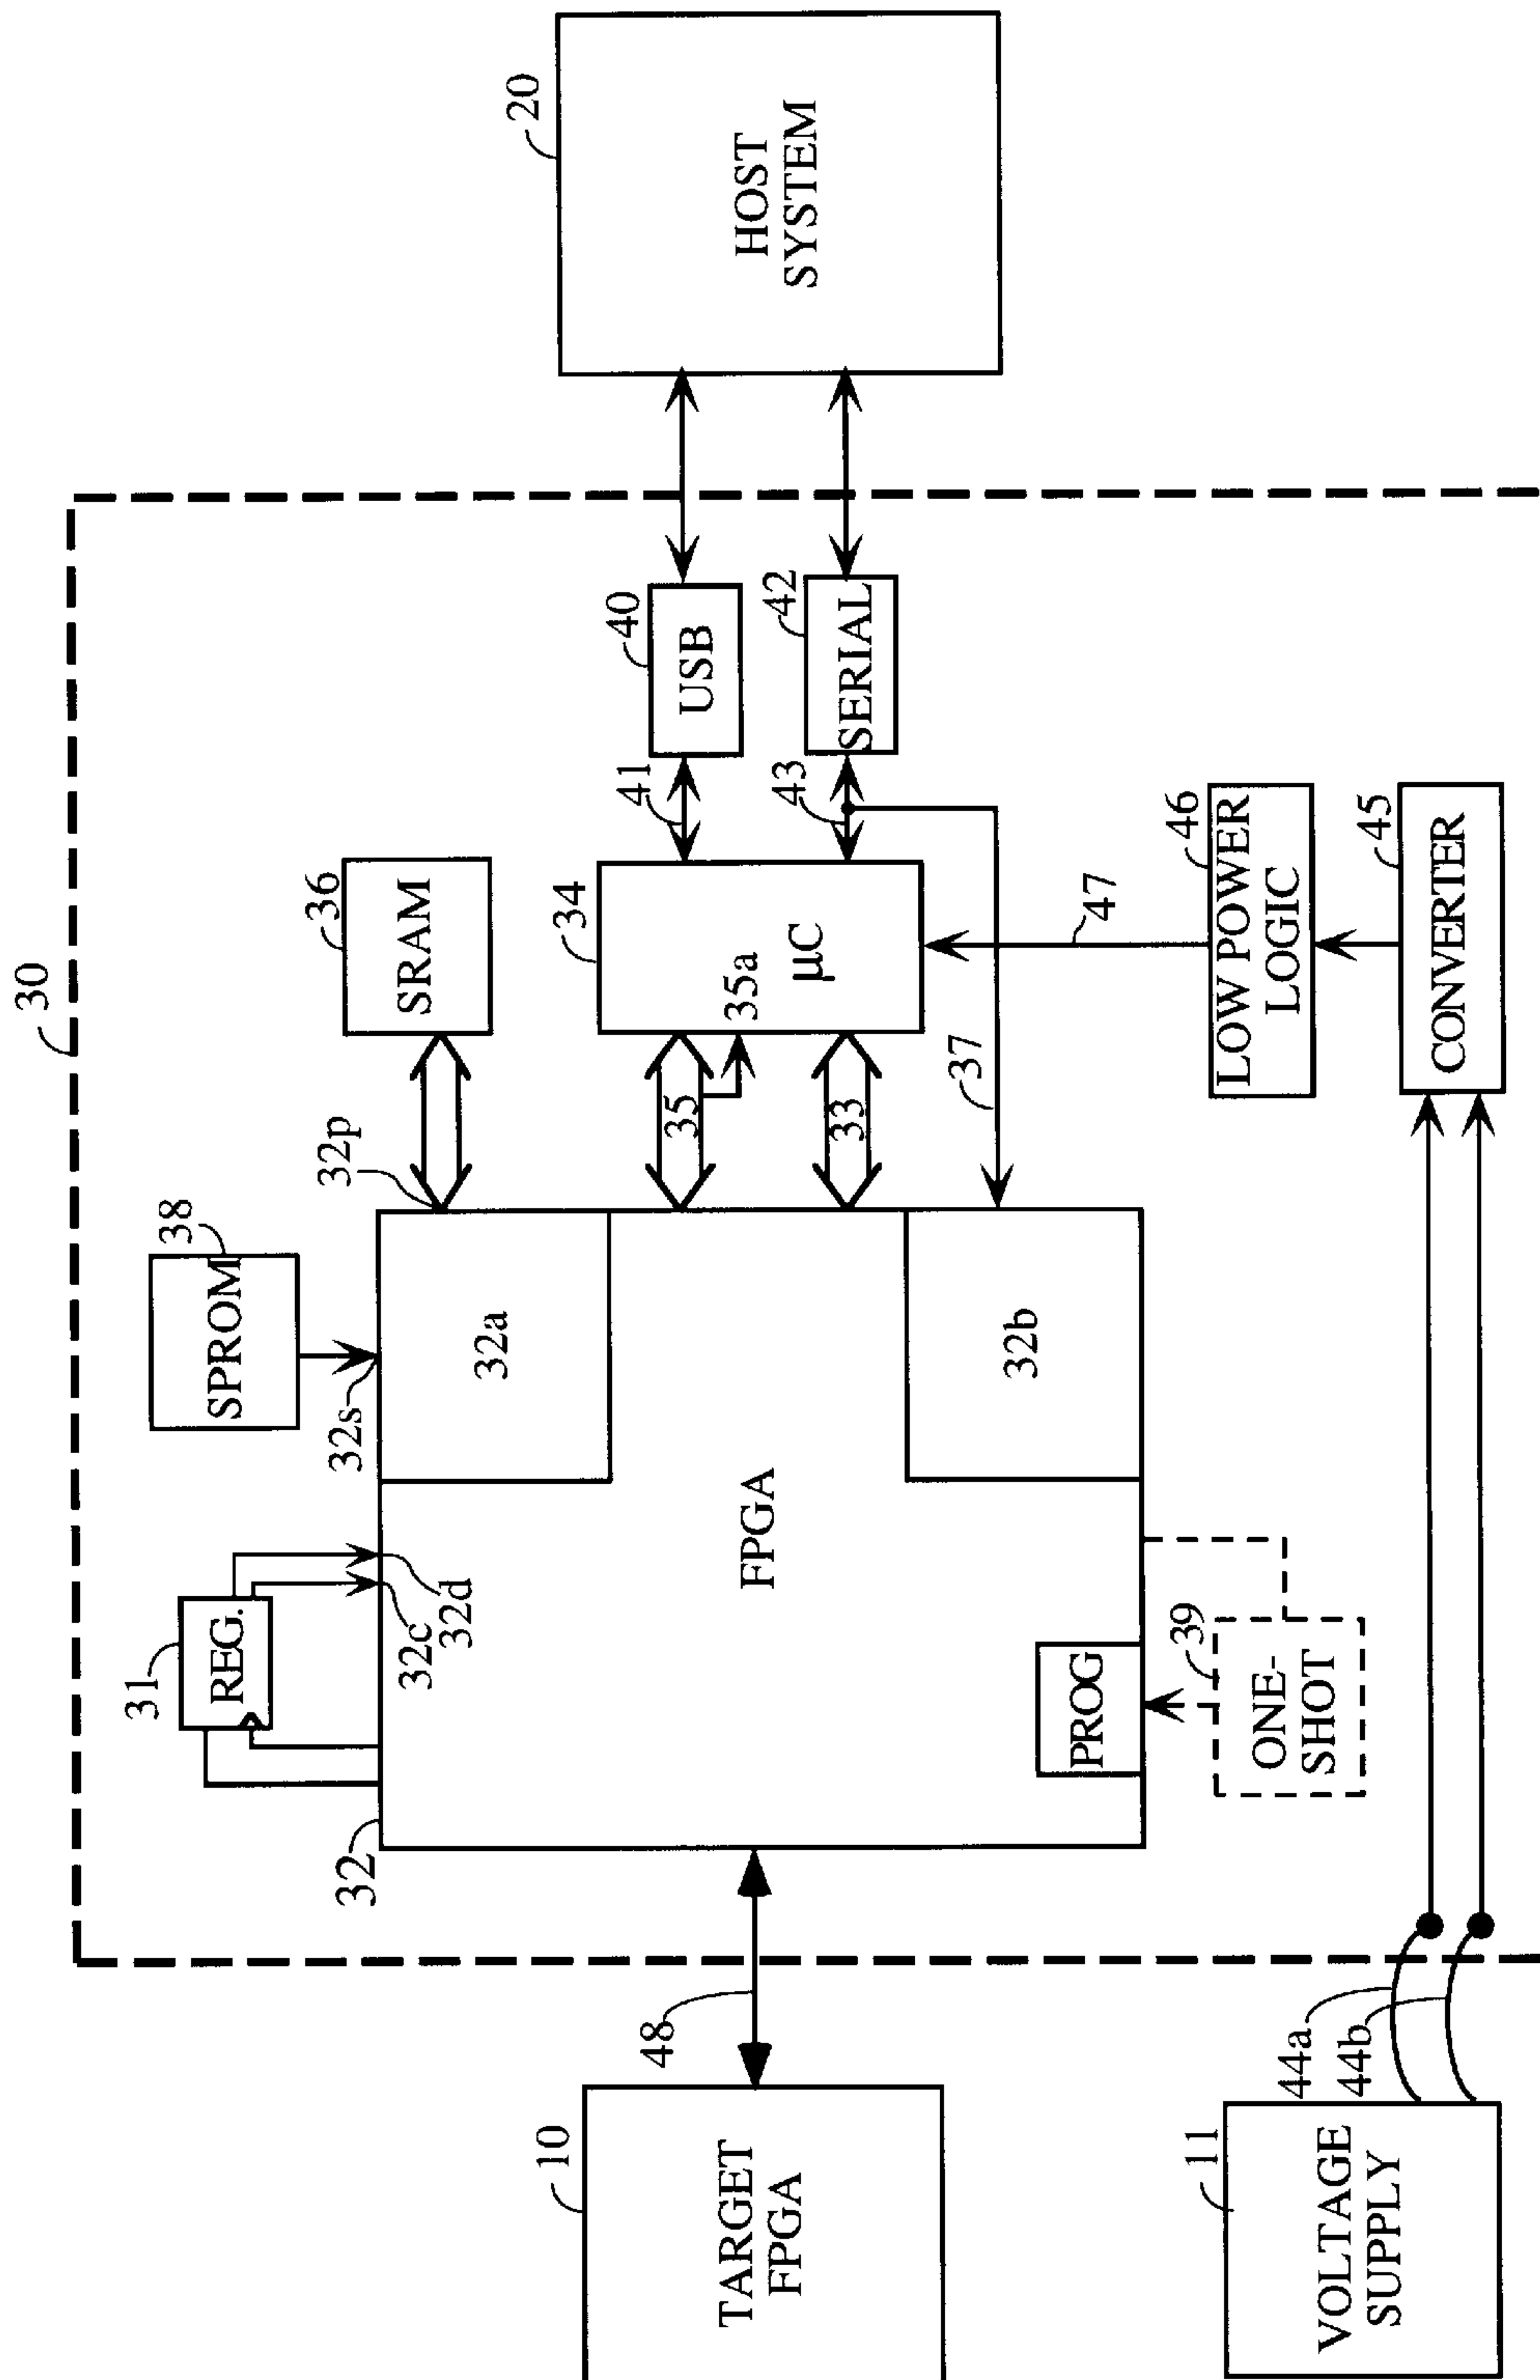 30
31
REG.
38
SPROM
36
SRAM
32
32c
32d
32s
32p
32a
FPGA
32b
PROG
39
ONE-
SHOT
35
35a
33
34
µC
37
41
40
USB
43
42
SERIAL
20
HOST
SYSTEM
10
TARGET
FPGA
48
47
46
LOW POWER
LOGIC
45
CONVERTER
11
VOLTAGE
SUPPLY
44a
44b